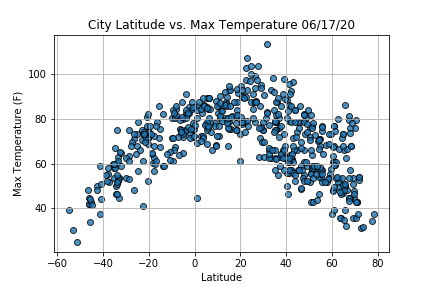 City Latitude vs. Max Temperature 06/17/20
Max Temperature (F)
100
80
60
40
−60 −40 −20 0 20 40 60 80
Latitude